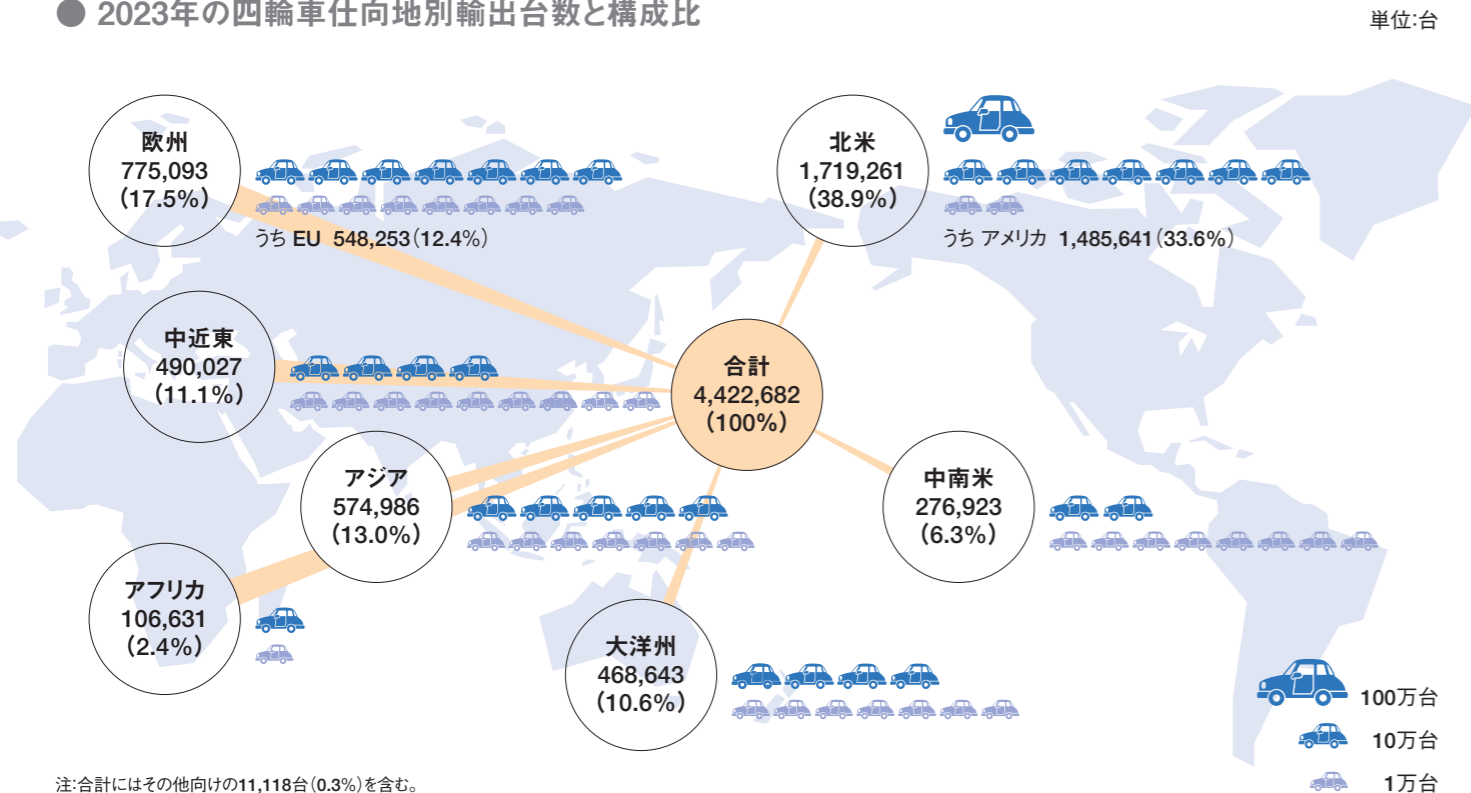 ● 2023年の四輪車仕向地別輸出台数と構成比
単位:台
欧州
775,093
(17.5%)
うち EU 548,253(12.4%)
北米
1,719,261
(38.9%)
うち アメリカ 1,485,641(33.6%)
中近東
490,027
(11.1%)
合計
4,422,682
(100%)
アジア
574,986
(13.0%)
中南米
276,923
(6.3%)
アフリカ
106,631
(2.4%)
大洋州
468,643
(10.6%)
100万台
10万台
1万台
注:合計にはその他向けの11,118台(0.3%)を含む。